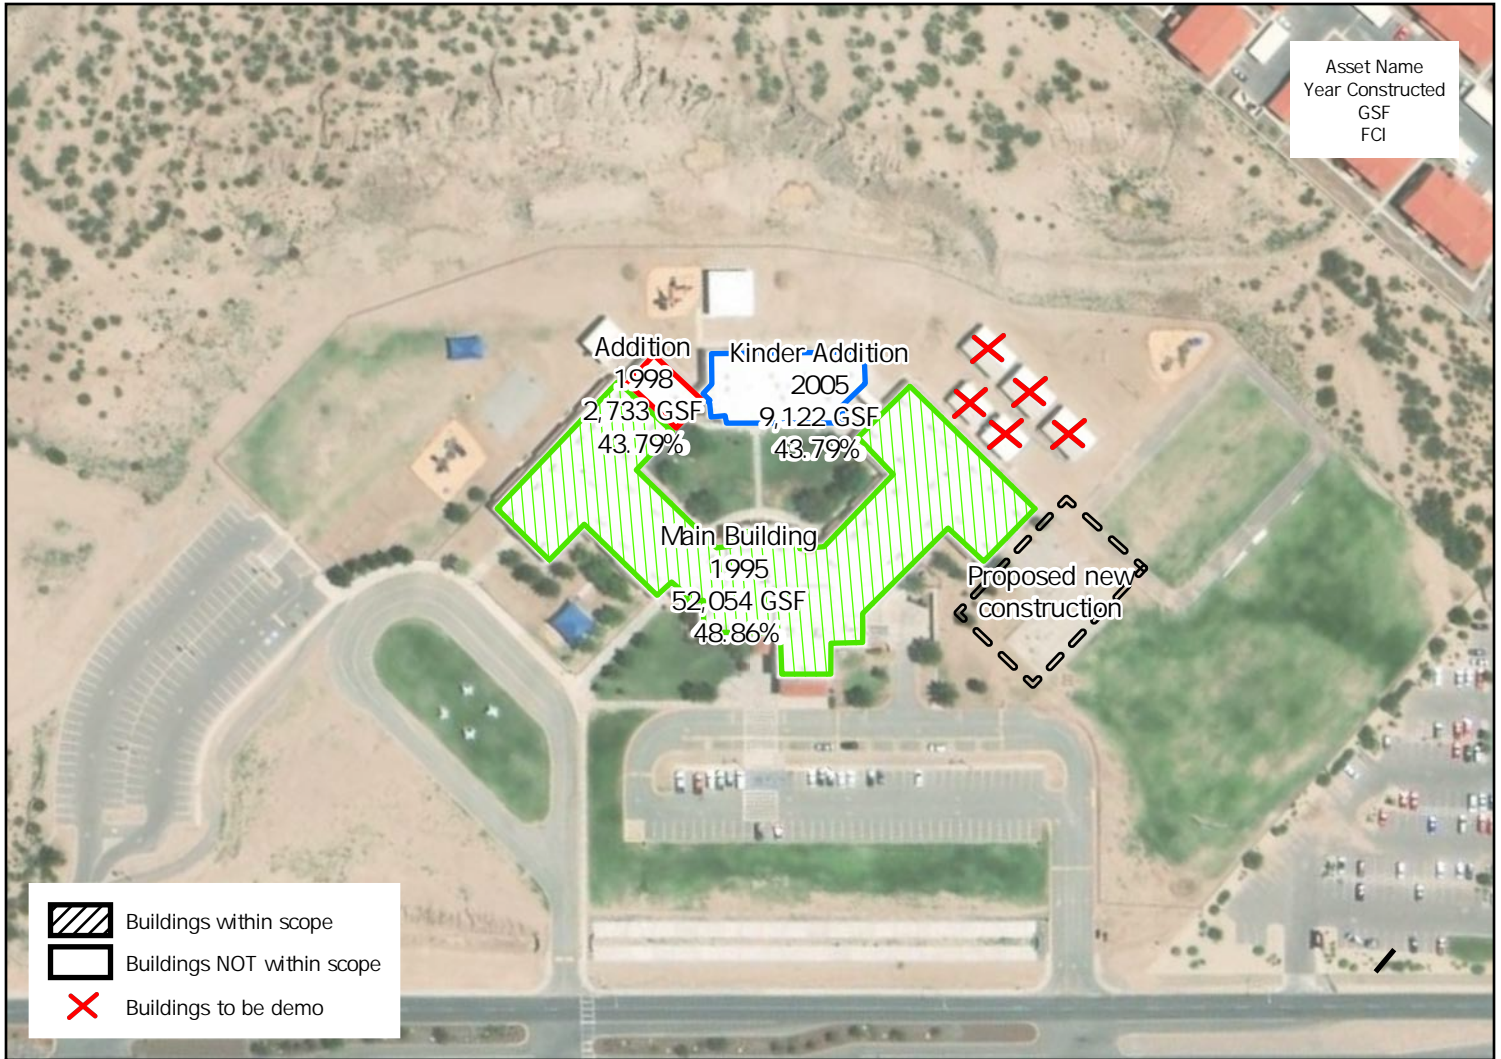 Asset Name
Year Constructed
GSF
FCI
Addition
1998
2,733 GSF
43.79%
Kinder Addition
2005
9,122 GSF
43.79%
Main Building
1995
52,054 GSF
48.86%
Proposed new
construction
Buildings within scope
Buildings NOT within scope
Buildings to be demo